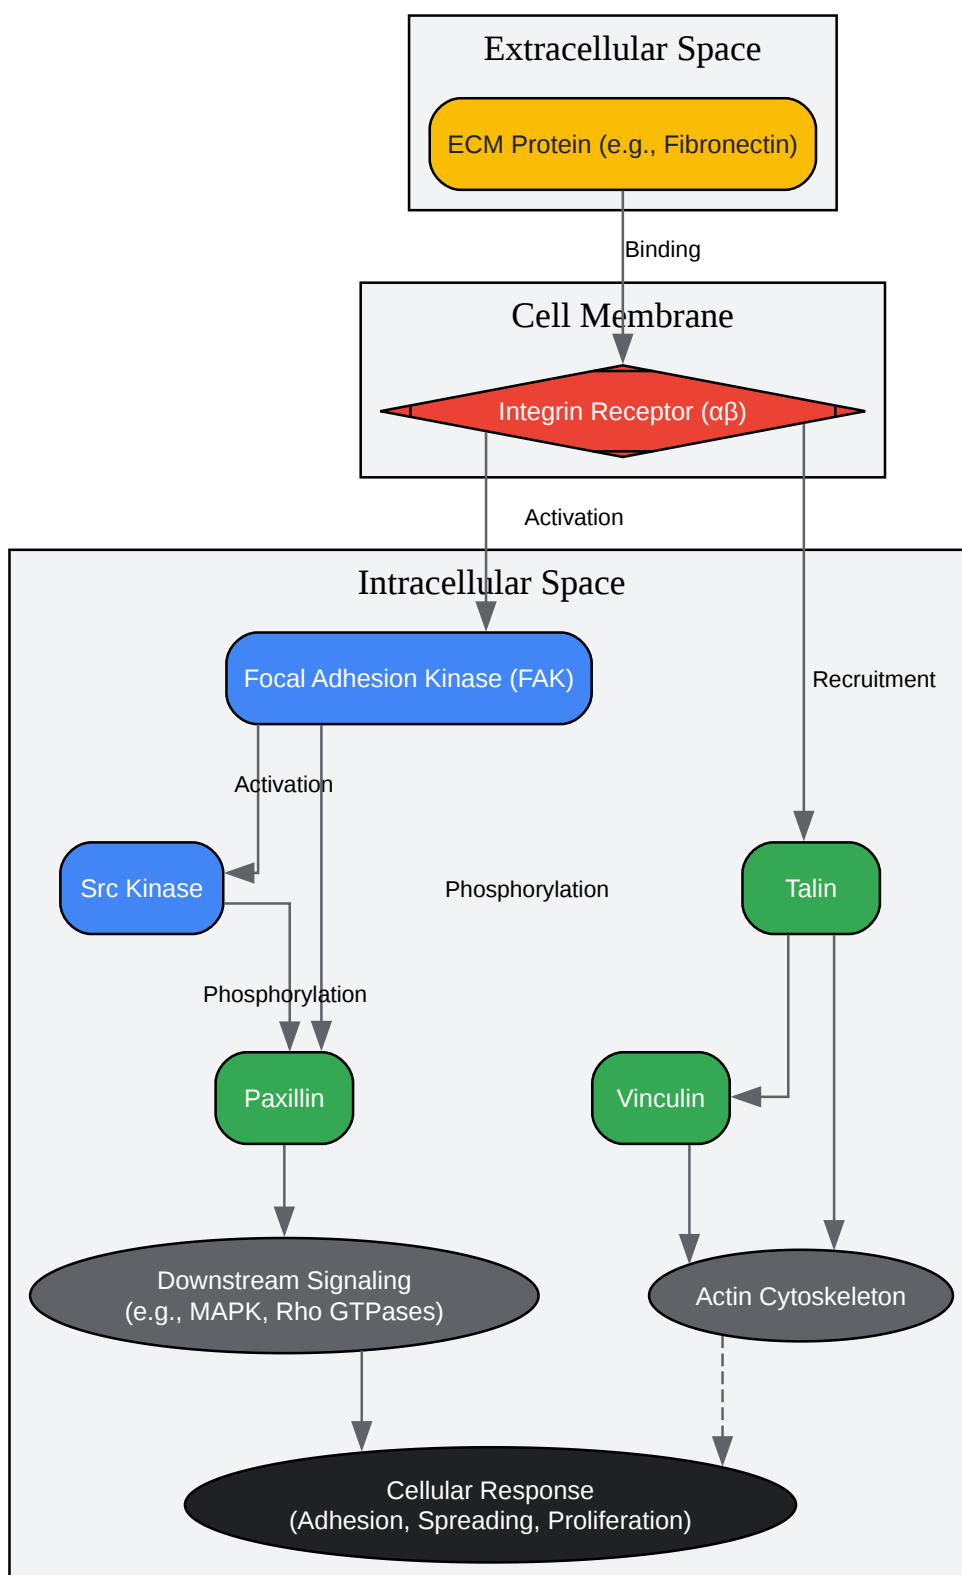 Extracellular Space
ECM Protein (e.g., Fibronectin)
Binding
Cell Membrane
Integrin Receptor (αβ)
Activation
Intracellular Space
Focal Adhesion Kinase (FAK)
Recruitment
Activation
Src Kinase
Phosphorylation
Talin
Phosphorylation
Paxillin
Vinculin
Downstream Signaling
(e.g., MAPK, Rho GTPases)
Actin Cytoskeleton
Cellular Response
(Adhesion, Spreading, Proliferation)